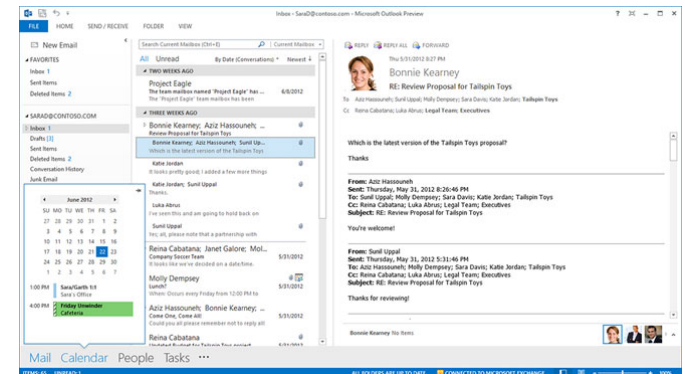 Inbox - SaraD@contoso.com - Microsoft Outlook Preview
FILE HOME SEND / RECEIVE FOLDER VIEW
New Email
FAVORITES
Inbox 1
Sent Items
Deleted Items 2
SARAD@CONTOSO.COM
Inbox 1
Drafts [3]
Sent Items
Deleted Items 2
Conversation History
Junk Email
June 2012
SU MO TU WE TH FR SA
27 28 29 30 31 1 2
3 4 5 6 7 8 9
10 11 12 13 14 15 16
17 18 19 20 21 22 23
24 25 26 27 28 29 30
1 2 3 4 5 6 7
1:00 PM Sara/Garth 1:1
Sara's Office
4:00 PM Friday Unwinder
Cafeteria
Search Current Mailbox (Ctrl+E) Current Mailbox
All Unread By Date (Conversations) Newest ↓
TWO WEEKS AGO
Project Eagle
The team mailbox named 'Project Eagle' has ... 6/8/2012
The 'Project Eagle' team mailbox has been
THREE WEEKS AGO
Bonnie Kearney; Aziz Hassouneh; ...
Review Proposal for Tailspin Toys
Bonnie Kearney; Aziz Hassouneh; Sunil Up...
Which is the latest version of the Tailspin Toys
Katie Jordan
It looks pretty good; I added a few more things
Katie Jordan; Sunil Uppal
Thanks.
Luka Abrus
I've seen this and am going to hold back on
Sunil Uppal
Yes; all, please note that a partnership with
Reina Cabatana; Janet Galore; Mol...
Company Soccer Team 5/31/2012
It looks like we've decided on a date/time.
Molly Dempsey
Lunch? 5/31/2012
When: Occurs every Friday from 12:00 PM to
Aziz Hassouneh; Bonnie Kearney; ...
Come One, Come All! 5/31/2012
Could you all please remember not to reply all
Reina Cabatana
Updated Budget for Tailspin Toys project 5/31/2012
REPLY REPLY ALL FORWARD
Thu 5/31/2012 8:27 PM
Bonnie Kearney
RE: Review Proposal for Tailspin Toys
To Aziz Hassouneh; Sunil Uppal; Molly Dempsey; Sara Davis; Katie Jordan; Tailspin Toys
Cc Reina Cabatana; Luka Abrus; Legal Team; Executives
Which is the latest version of the Tailspin Toys proposal?
Thanks
From: Aziz Hassouneh
Sent: Thursday, May 31, 2012 8:26:46 PM
To: Sunil Uppal; Molly Dempsey; Sara Davis; Katie Jordan; Tailspin Toys
Cc: Reina Cabatana; Luka Abrus; Legal Team; Executives
Subject: RE: Review Proposal for Tailspin Toys
You're welcome!
From: Sunil Uppal
Sent: Thursday, May 31, 2012 5:31:46 PM
To: Aziz Hassouneh; Molly Dempsey; Sara Davis; Katie Jordan; Tailspin Toys
Cc: Reina Cabatana; Luka Abrus; Legal Team; Executives
Subject: RE: Review Proposal for Tailspin Toys
Thanks for reviewing!
Bonnie Kearney No Items
Mail Calendar People Tasks ...
ITEMS: 65 UNREAD: 1 ALL FOLDERS ARE UP TO DATE CONNECTED TO MICROSOFT EXCHANGE 100%